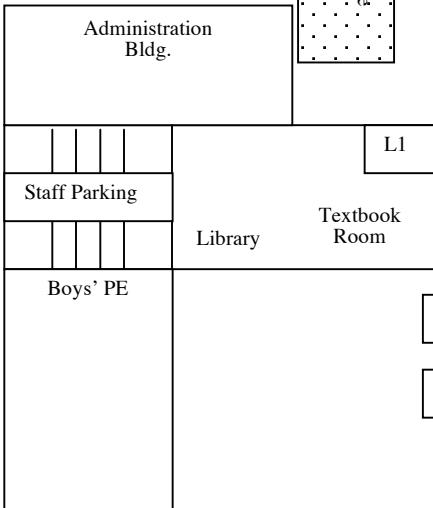 Administration
Bldg.
L1
Staff Parking
Textbook
Room
Library
Boys’ PE